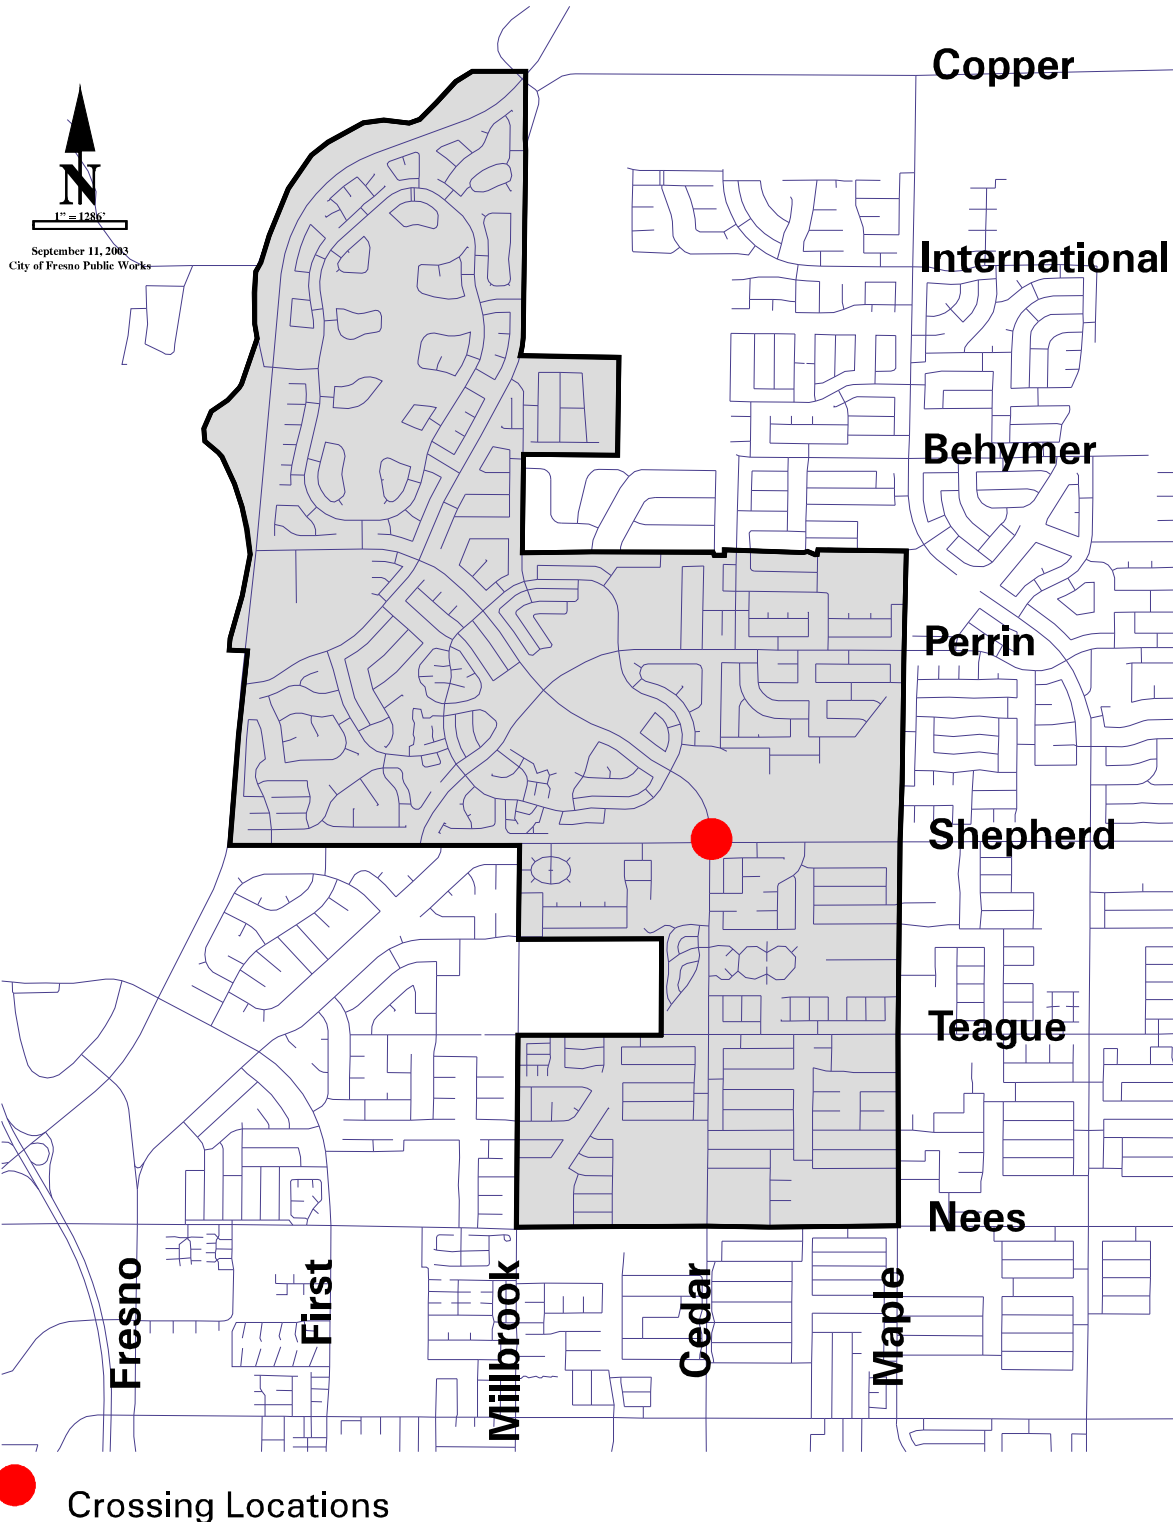 Copper
N
1" = 1286'
September 11, 2003
City of Fresno Public Works
International
Behymer
Perrin
Shepherd
Teague
Nees
Fresno
First
Millbrook
Cedar
Maple
Crossing Locations